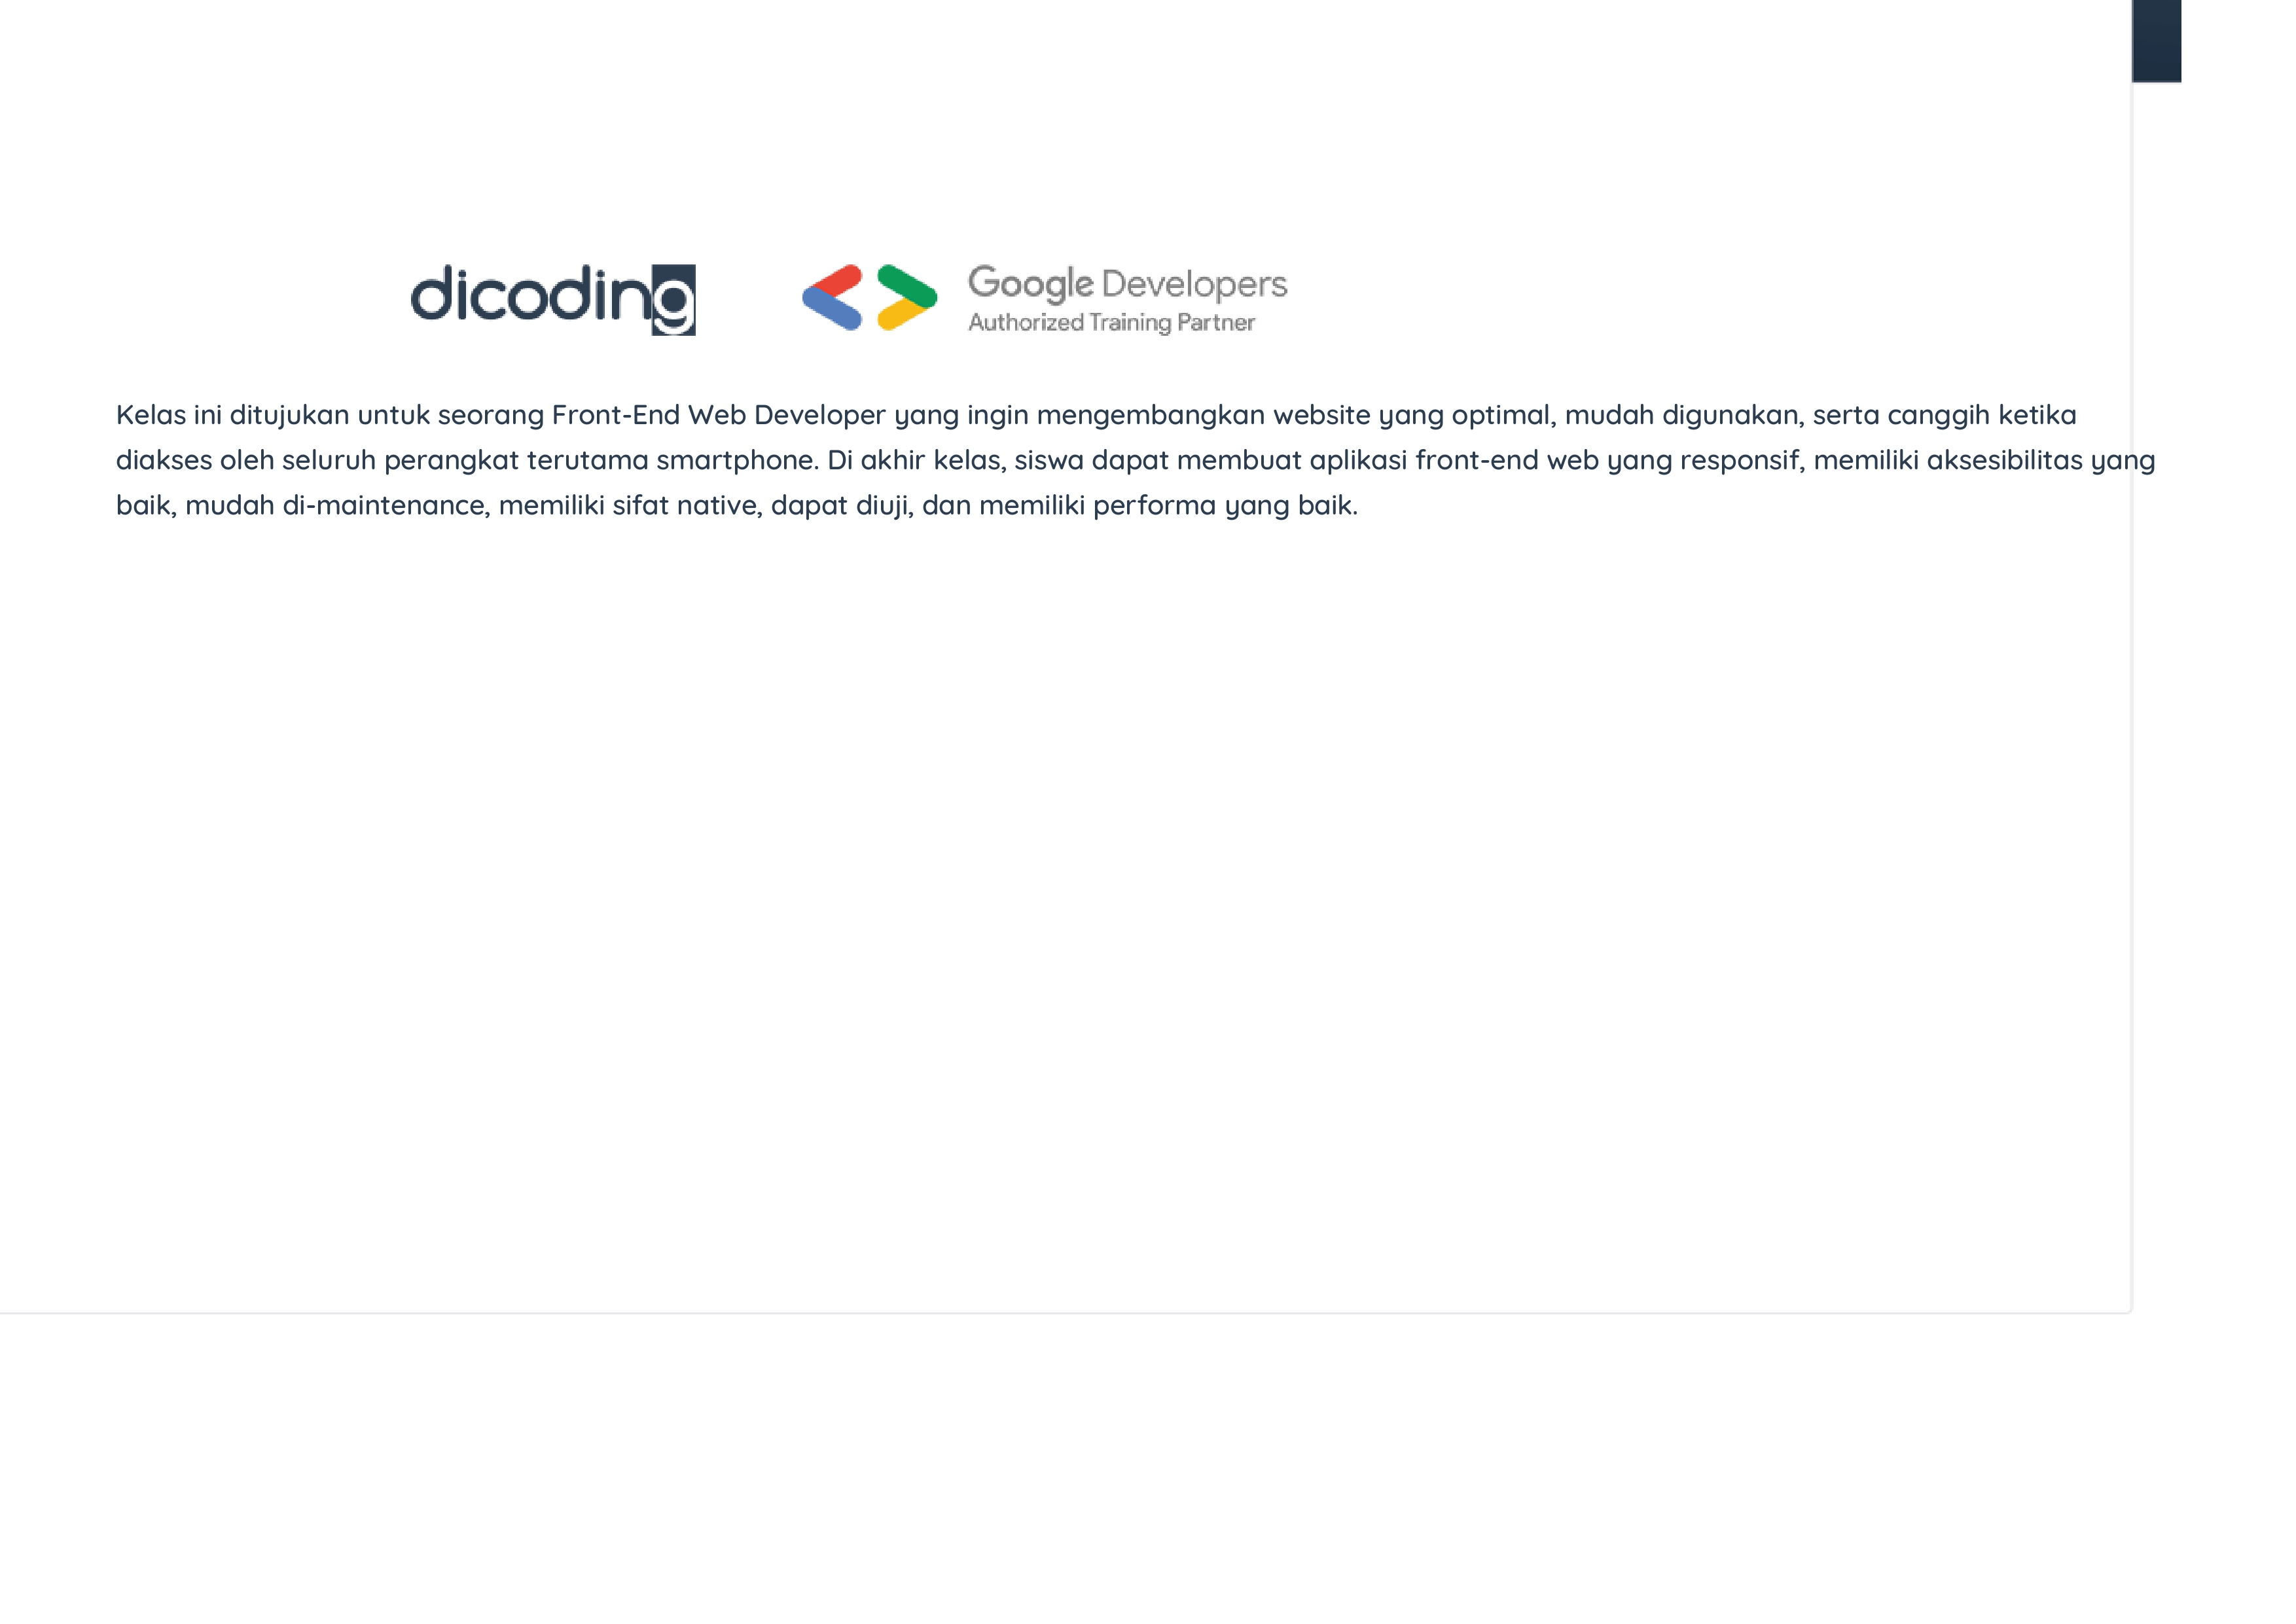 dicoding
Google Developers
Authorized Training Partner
Kelas ini ditujukan untuk seorang Front-End Web Developer yang ingin mengembangkan website yang optimal, mudah digunakan, serta canggih ketika
diakses oleh seluruh perangkat terutama smartphone. Di akhir kelas, siswa dapat membuat aplikasi front-end web yang responsif, memiliki aksesibilitas yang
baik, mudah di-maintenance, memiliki sifat native, dapat diuji, dan memiliki performa yang baik.